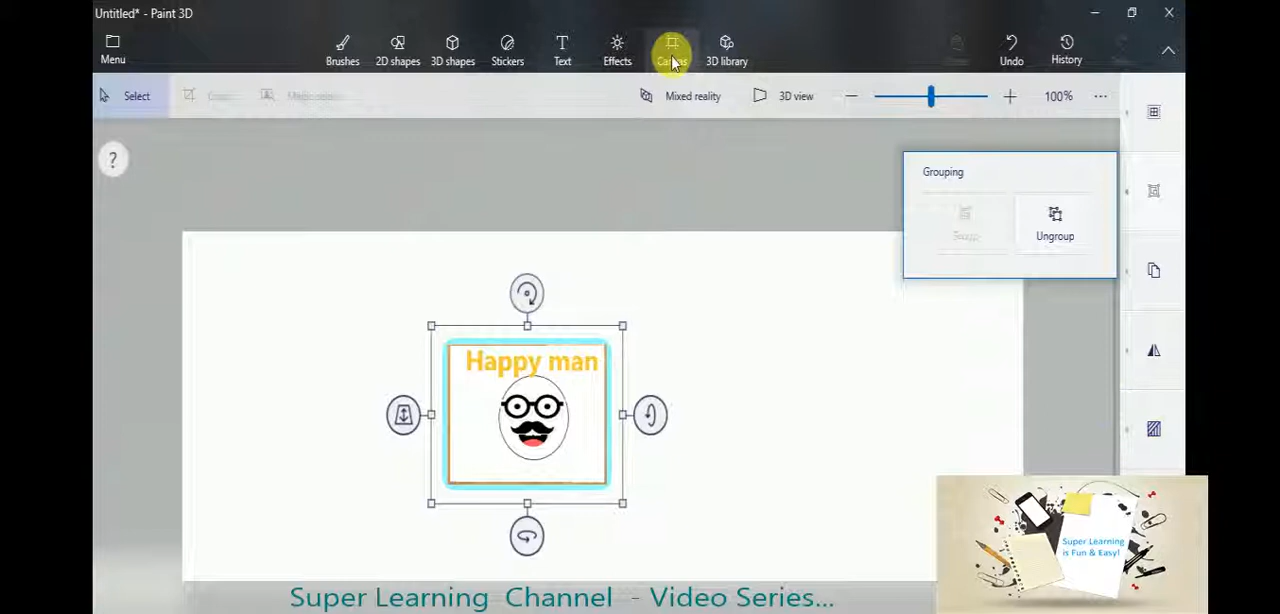 Untitled* - Paint 3D
Menu
Brushes
2D shapes
3D shapes
Stickers
Text
Effects
Canvas
3D library
Undo
History
Select
Mixed reality
3D view
100%
Grouping
Ungroup
Happy man
Super Learning
is Fun & Easy!
Super Learning Channel - Video Series...